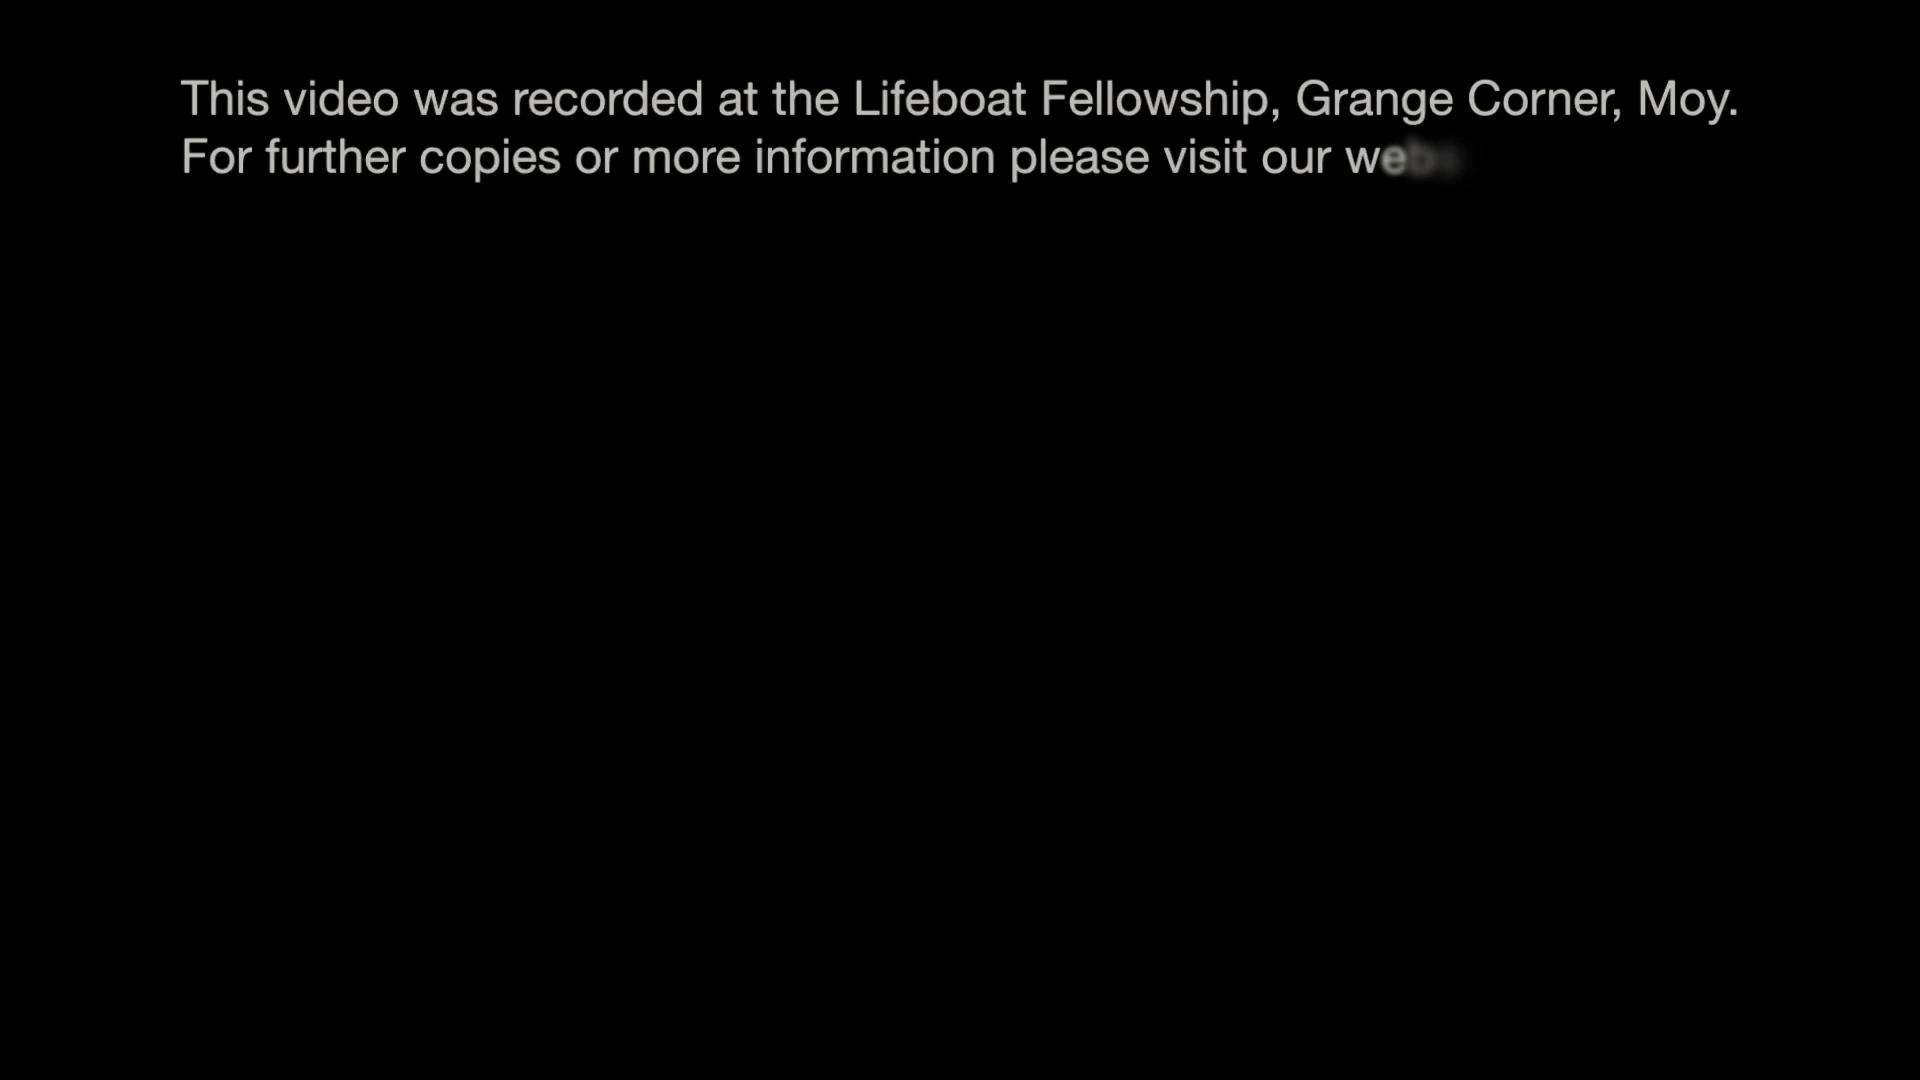 This video was recorded at the Lifeboat Fellowship, Grange Corner, Moy.
For further copies or more information please visit our